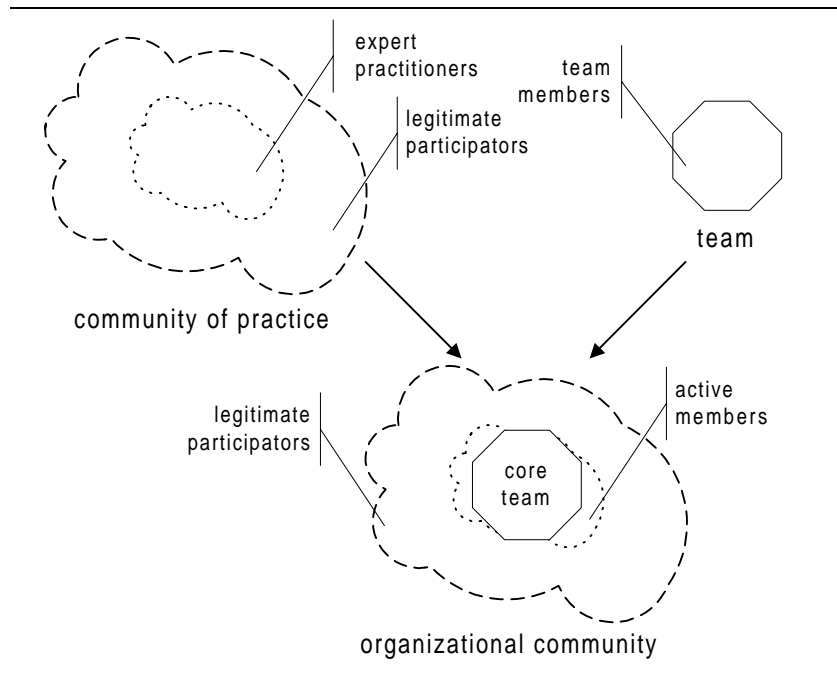 expert
practitioners
legitimate
participators
team
members
team
community of practice
legitimate
participators
active
members
core
team
organizational community